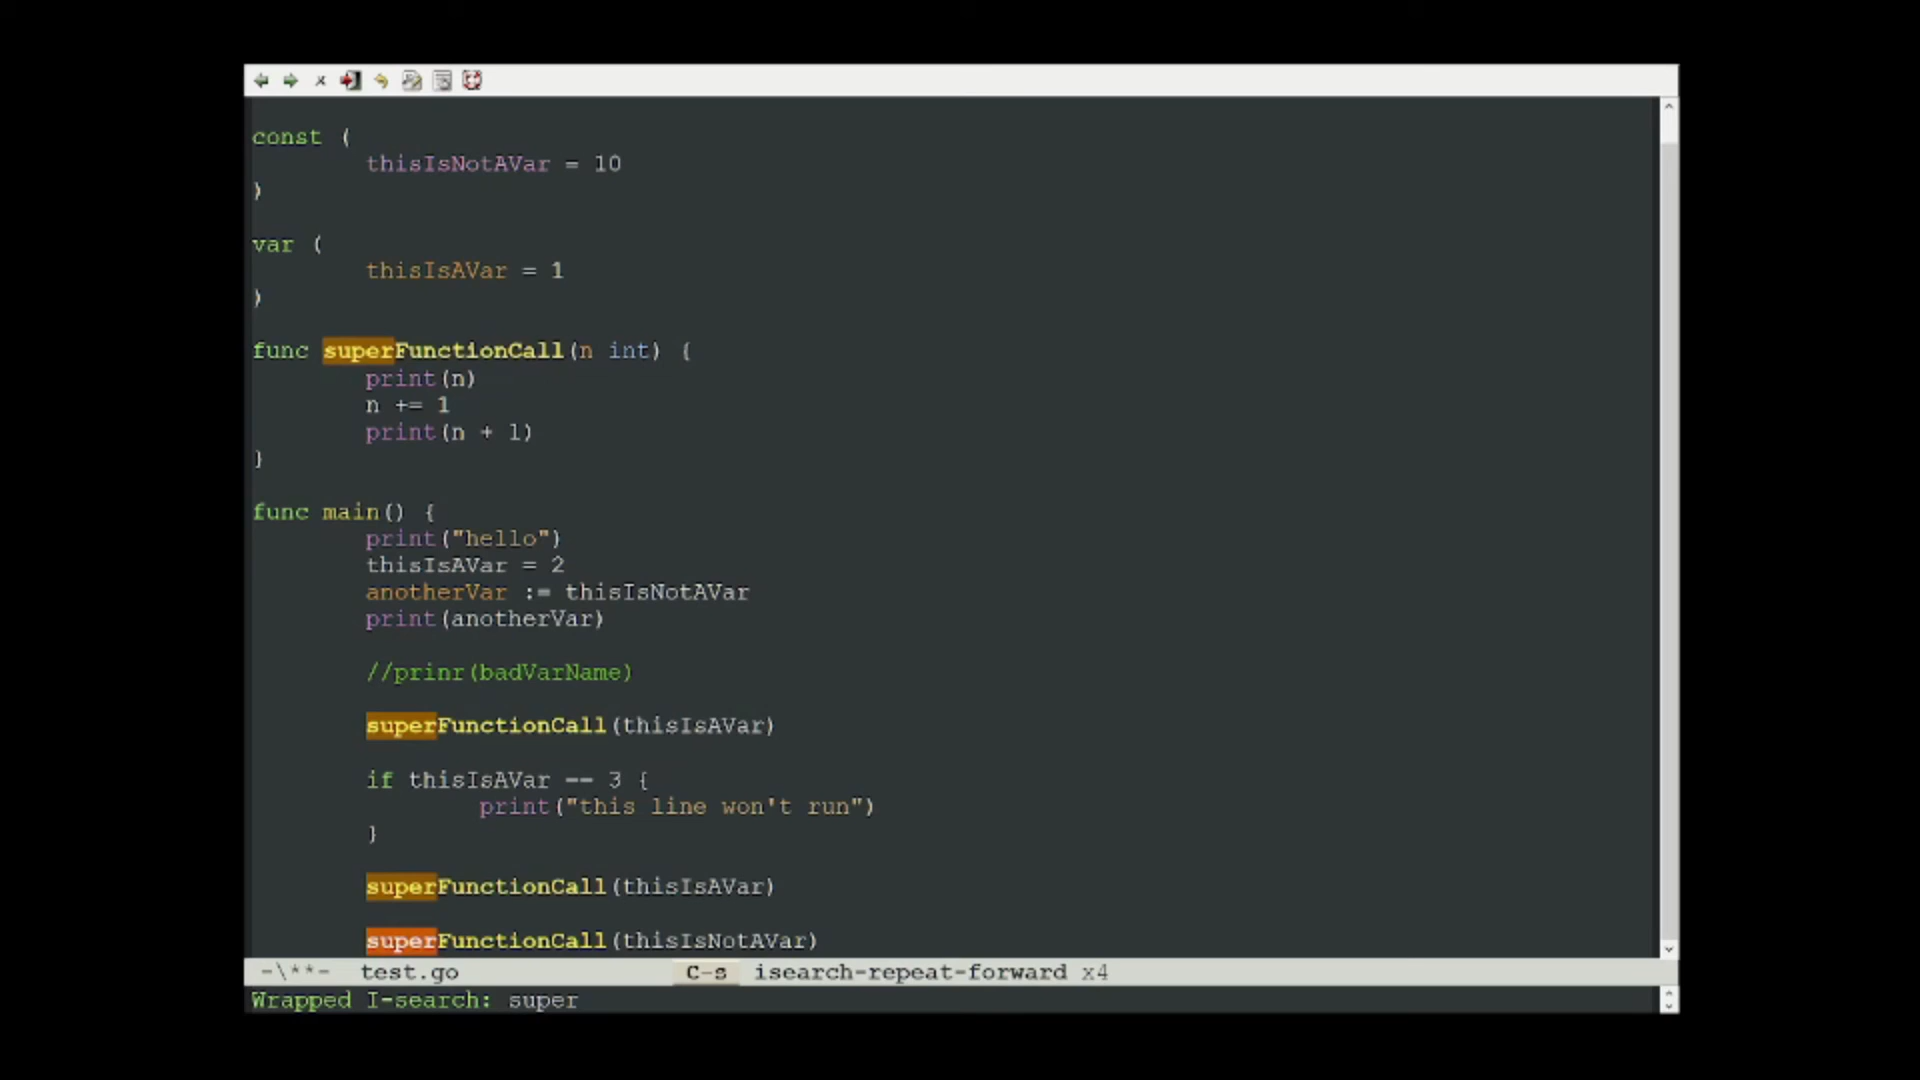 const (
thisIsNotAVar = 10
)
var (
thisIsAVar = 1
)
func superFunctionCall(n int) {
print(n)
n += 1
print(n + 1)
}
func main() {
print("hello")
thisIsAVar = 2
anotherVar := thisIsNotAVar
print(anotherVar)
//prinr(badVarName)
superFunctionCall(thisIsAVar)
if thisIsAVar == 3 {
print("this line won't run")
}
superFunctionCall(thisIsAVar)
superFunctionCall(thisIsNotAVar)
-\**- test.go C-s isearch-repeat-forward x4
Wrapped I-search: super